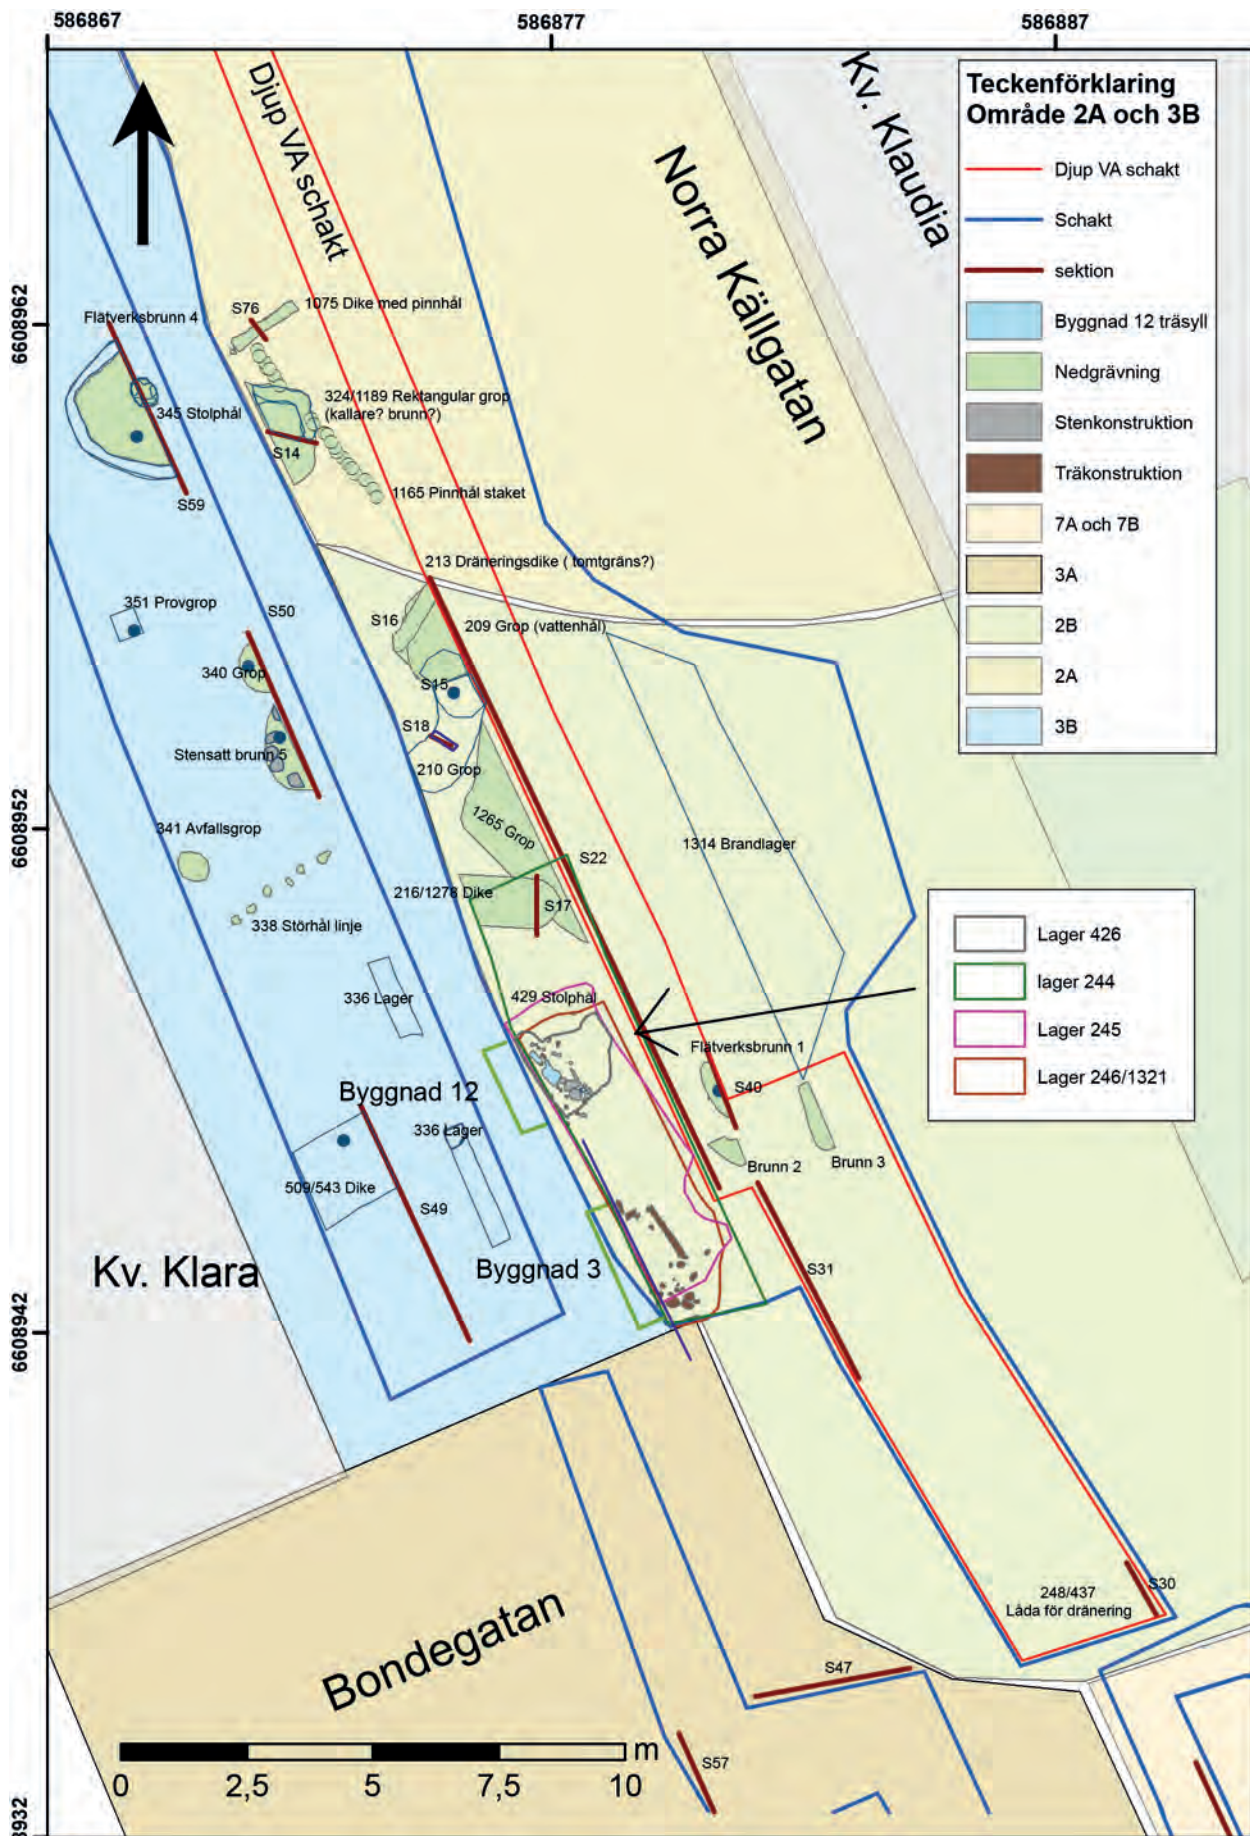 586867
586877
586887
6608962
6608952
6608942
8932
Djup VA schakt
Norra Källgatan
Kv. Klaudia
Teckenförklaring
Område 2A och 3B
Djup VA schakt
Schakt
sektion
Byggnad 12 träsyll
Nedgrävning
Stenkonstruktion
Träkonstruktion
7A och 7B
3A
2B
2A
3B
S76
1075 Dike med pinnhål
Flätverksbrunn 4
324/1189 Rektangular grop
(kallare? brunn?)
345 Stolphål
S14
S59
1165 Pinnhål staket
213 Dräneringsdike ( tomtgräns?)
351 Provgrop
S50
S16
209 Grop (vattenhål)
340 Grop
S15
S18
Stensatt brunn 5
210 Grop
1265 Grop
341 Avfallsgrop
S22
1314 Brandlager
216/1278 Dike
S17
338 Störhål linje
336 Lager
429 Stolphål
Lager 426
lager 244
Lager 245
Lager 246/1321
Flätverksbrunn 1
S40
Byggnad 12
336 Lager
Brunn 2
Brunn 3
509/543 Dike
S49
Kv. Klara
Byggnad 3
S31
248/437
Låda för dränering
S30
Bondegatan
S47
S57
m
0
2,5
5
7,5
10